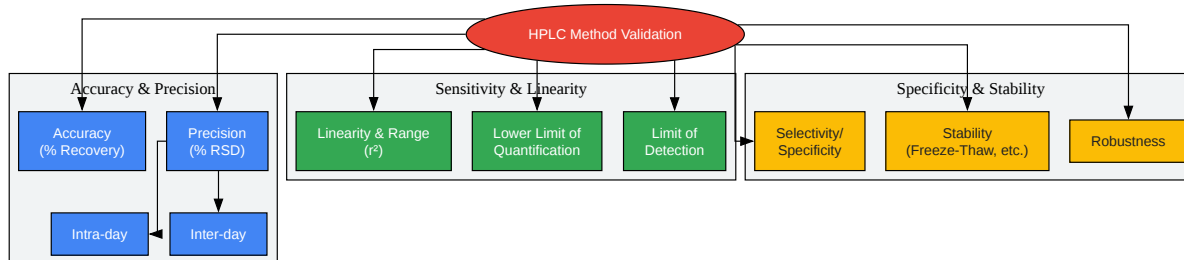 HPLC Method Validation
Accuracy & Precision
Sensitivity & Linearity
Specificity & Stability
Accuracy
(% Recovery)
Precision
(% RSD)
Linearity & Range
(r²)
Lower Limit of
Quantification
Limit of
Detection
Selectivity/
Specificity
Stability
(Freeze-Thaw, etc.)
Robustness
Intra-day
Inter-day